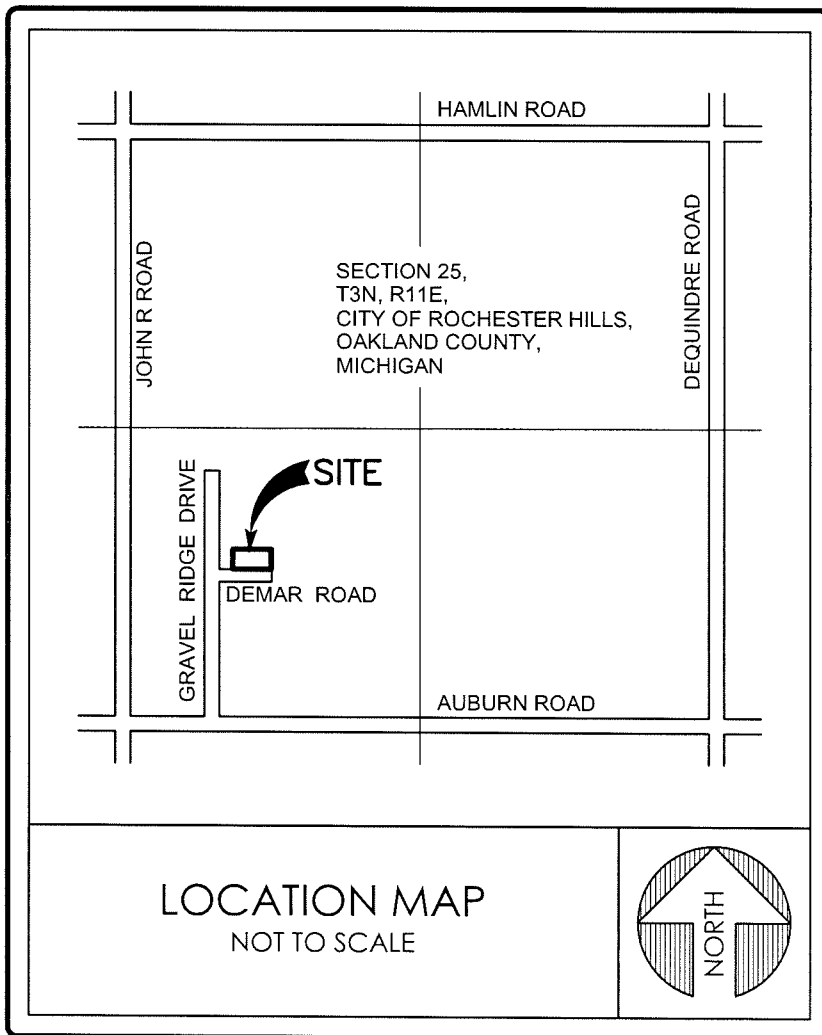 HAMLIN ROAD
JOHN R ROAD
DEQUINDRE ROAD
SECTION 25,
T3N, R11E,
CITY OF ROCHESTER HILLS,
OAKLAND COUNTY,
MICHIGAN
GRAVEL RIDGE DRIVE
SITE
DEMAR ROAD
AUBURN ROAD
LOCATION MAP
NOT TO SCALE
NORTH